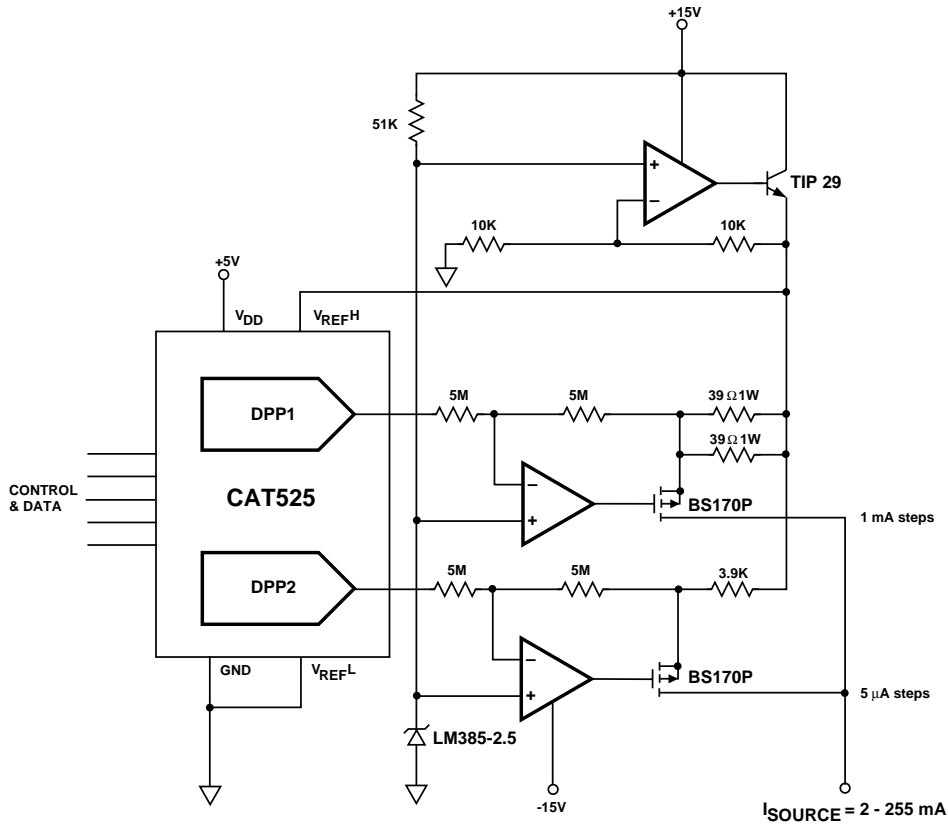 +15V
51K
+
−
TIP 29
10K
10K
+5V
VDD
VREFH
DPP1
5M
5M
39 Ω 1W
39 Ω 1W
−
+
BS170P
CONTROL
& DATA
CAT525
1 mA steps
DPP2
5M
5M
3.9K
−
+
BS170P
GND
VREFL
5 μA steps
LM385-2.5
-15V
ISOURCE = 2 - 255 mA